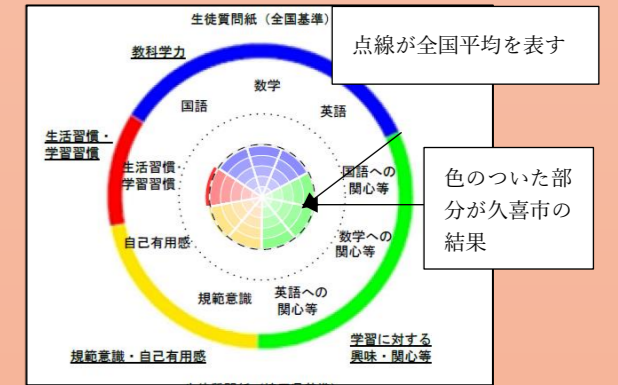 生徒質問紙（全国基準）
点線が全国平均を表す
教科学力
数学
国語
英語
生活習慣・
学習習慣
生活習慣・
学習習慣
国語への
関心等
色のついた部
分が久喜市の
結果
数学への
関心等
自己有用感
規範意識
英語への
関心等
学習に対する
興味・関心等
規範意識・自己有用感